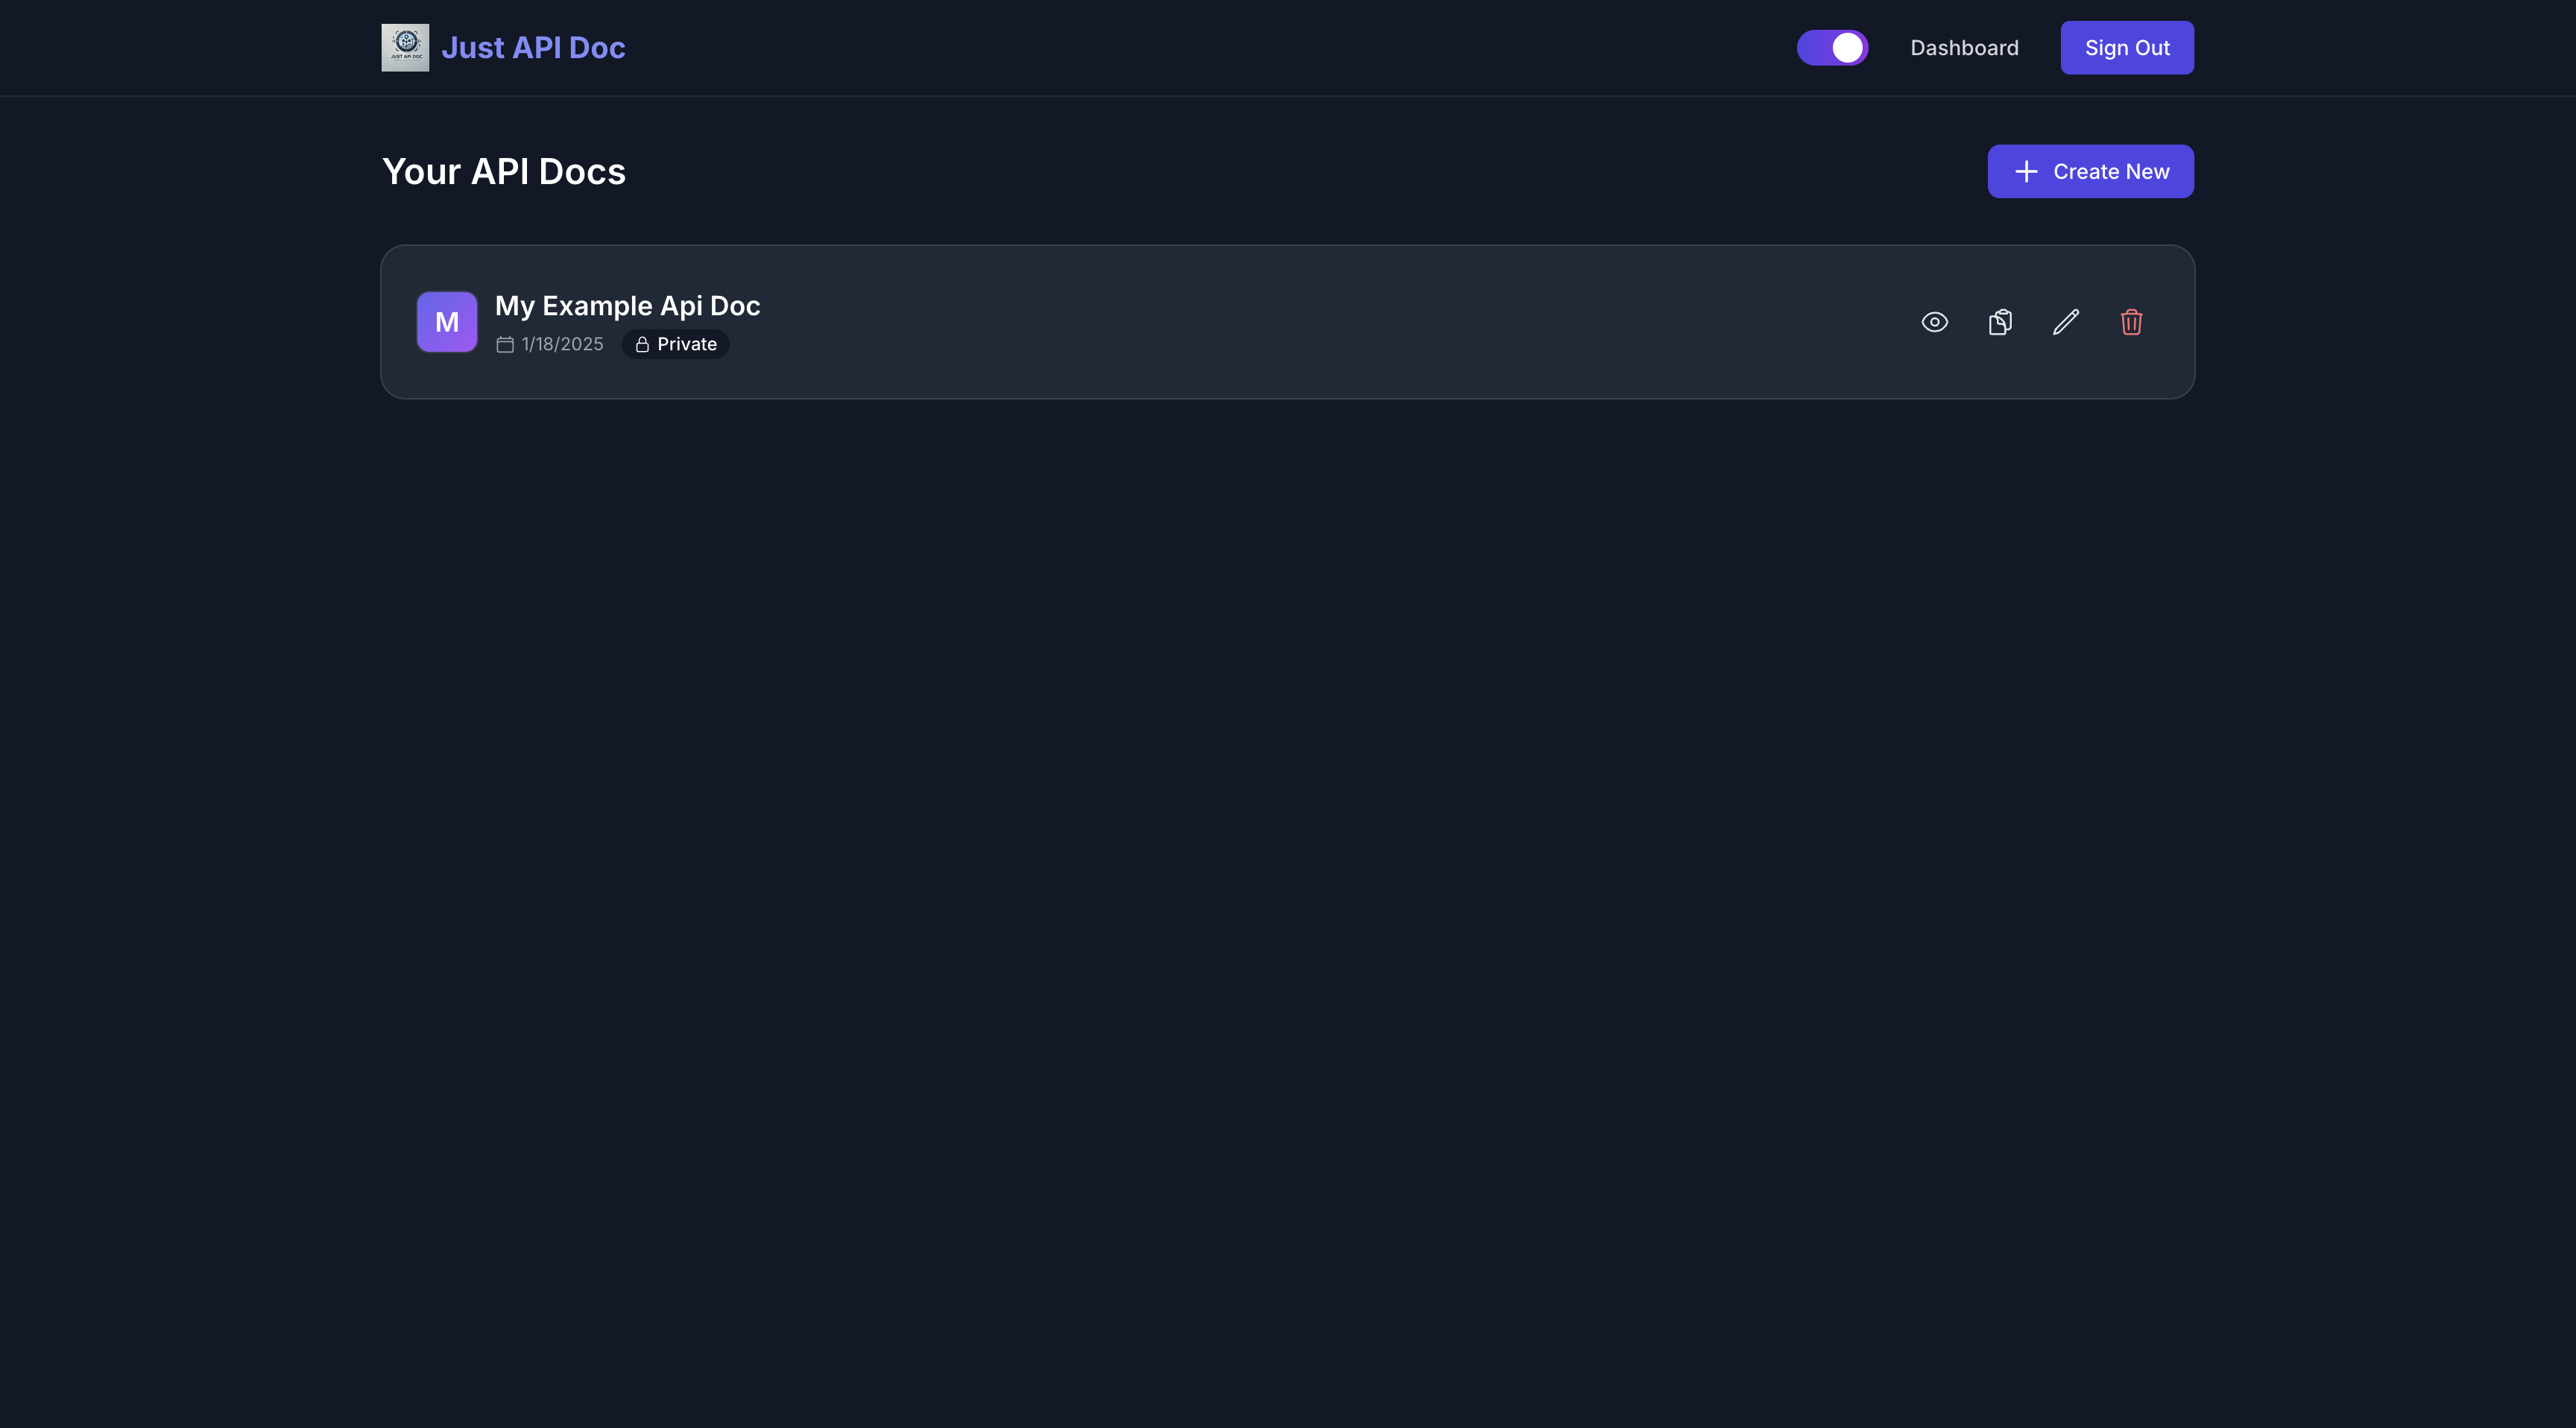 JUST API DOC
Just API Doc
Dashboard
Sign Out
Your API Docs
Create New
M
My Example Api Doc
1/18/2025
Private